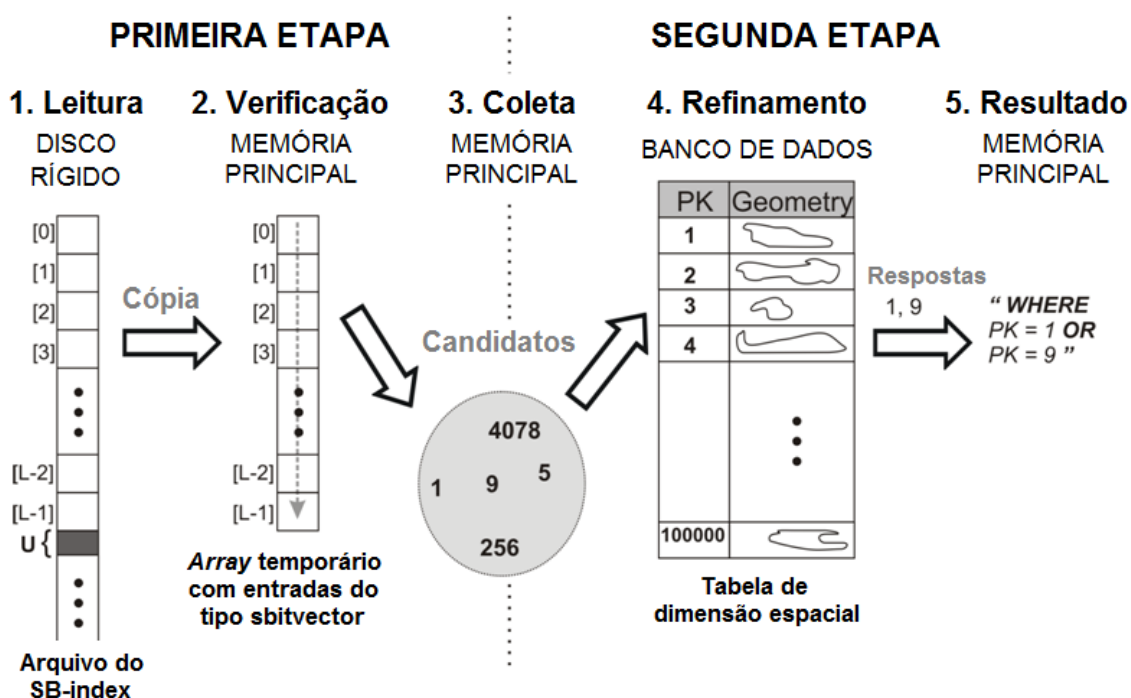 PRIMEIRA ETAPA
SEGUNDA ETAPA
1. Leitura
DISCO
RÍGIDO
2. Verificação
MEMÓRIA
PRINCIPAL
3. Coleta
MEMÓRIA
PRINCIPAL
4. Refinamento
BANCO DE DADOS
5. Resultado
MEMÓRIA
PRINCIPAL
[0]
[1]
[2]
[3]
[L-2]
[L-1]
U {
Arquivo do
SB-index
Cópia
[0]
[1]
[2]
[3]
[L-2]
[L-1]
Array temporário
com entradas do
tipo sbitvector
Candidatos
4078
1 9 5
256
PK Geometry
1
2
3
4
100000
Tabela de
dimensão espacial
Respostas
1, 9
“ WHERE
PK = 1 OR
PK = 9 ”